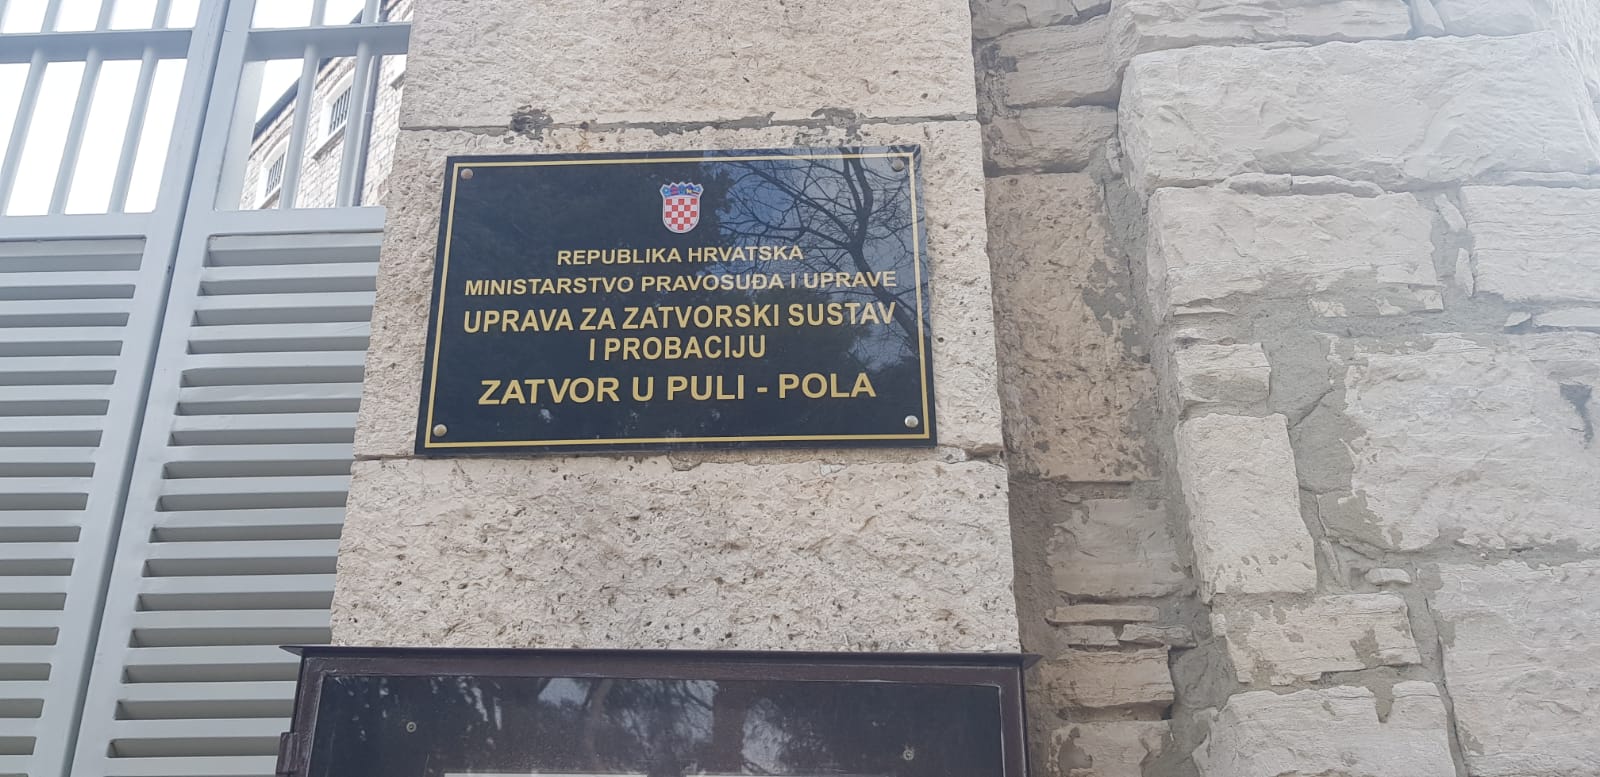 REPUBLIKA HRVATSKA
MINISTARSTVO PRAVOSUĐA I UPRAVE
UPRAVA ZA ZATVORSKI SUSTAV
I PROBACIJU
ZATVOR U PULI - POLA